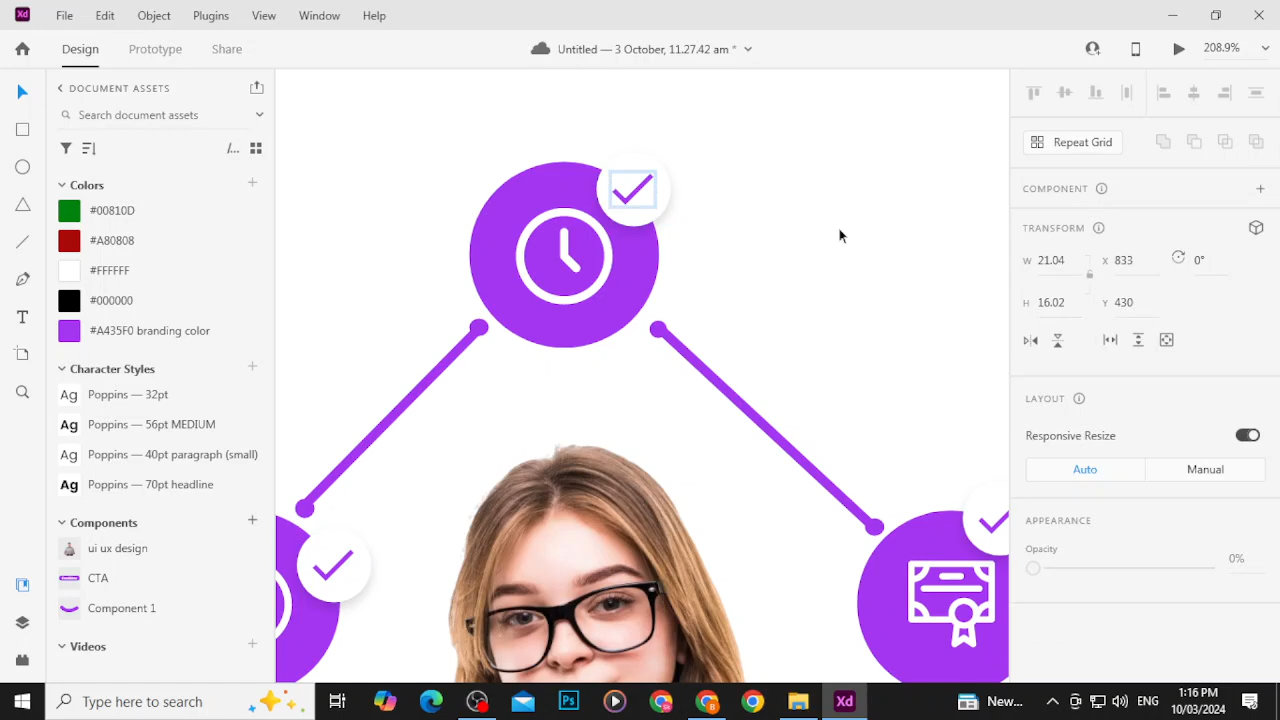 Xd File Edit Object Plugins View Window Help
Design Prototype Share Untitled — 3 October, 11.27.42 am * 208.9%
DOCUMENT ASSETS
Search document assets
/...
Colors
#00810D
#A80808
#FFFFFF
#000000
#A435F0 branding color
Character Styles
Ag Poppins — 32pt
Ag Poppins — 56pt MEDIUM
Ag Poppins — 40pt paragraph (small)
Ag Poppins — 70pt headline
Components
ui ux design
CTA
Component 1
Videos
Repeat Grid
COMPONENT
TRANSFORM
W 21.04 X 833 0°
H 16.02 Y 430
LAYOUT
Responsive Resize
Auto Manual
APPEARANCE
Opacity
0%
Type here to search
Ps
Xd
New...
ENG
1:16 PM
10/03/2024